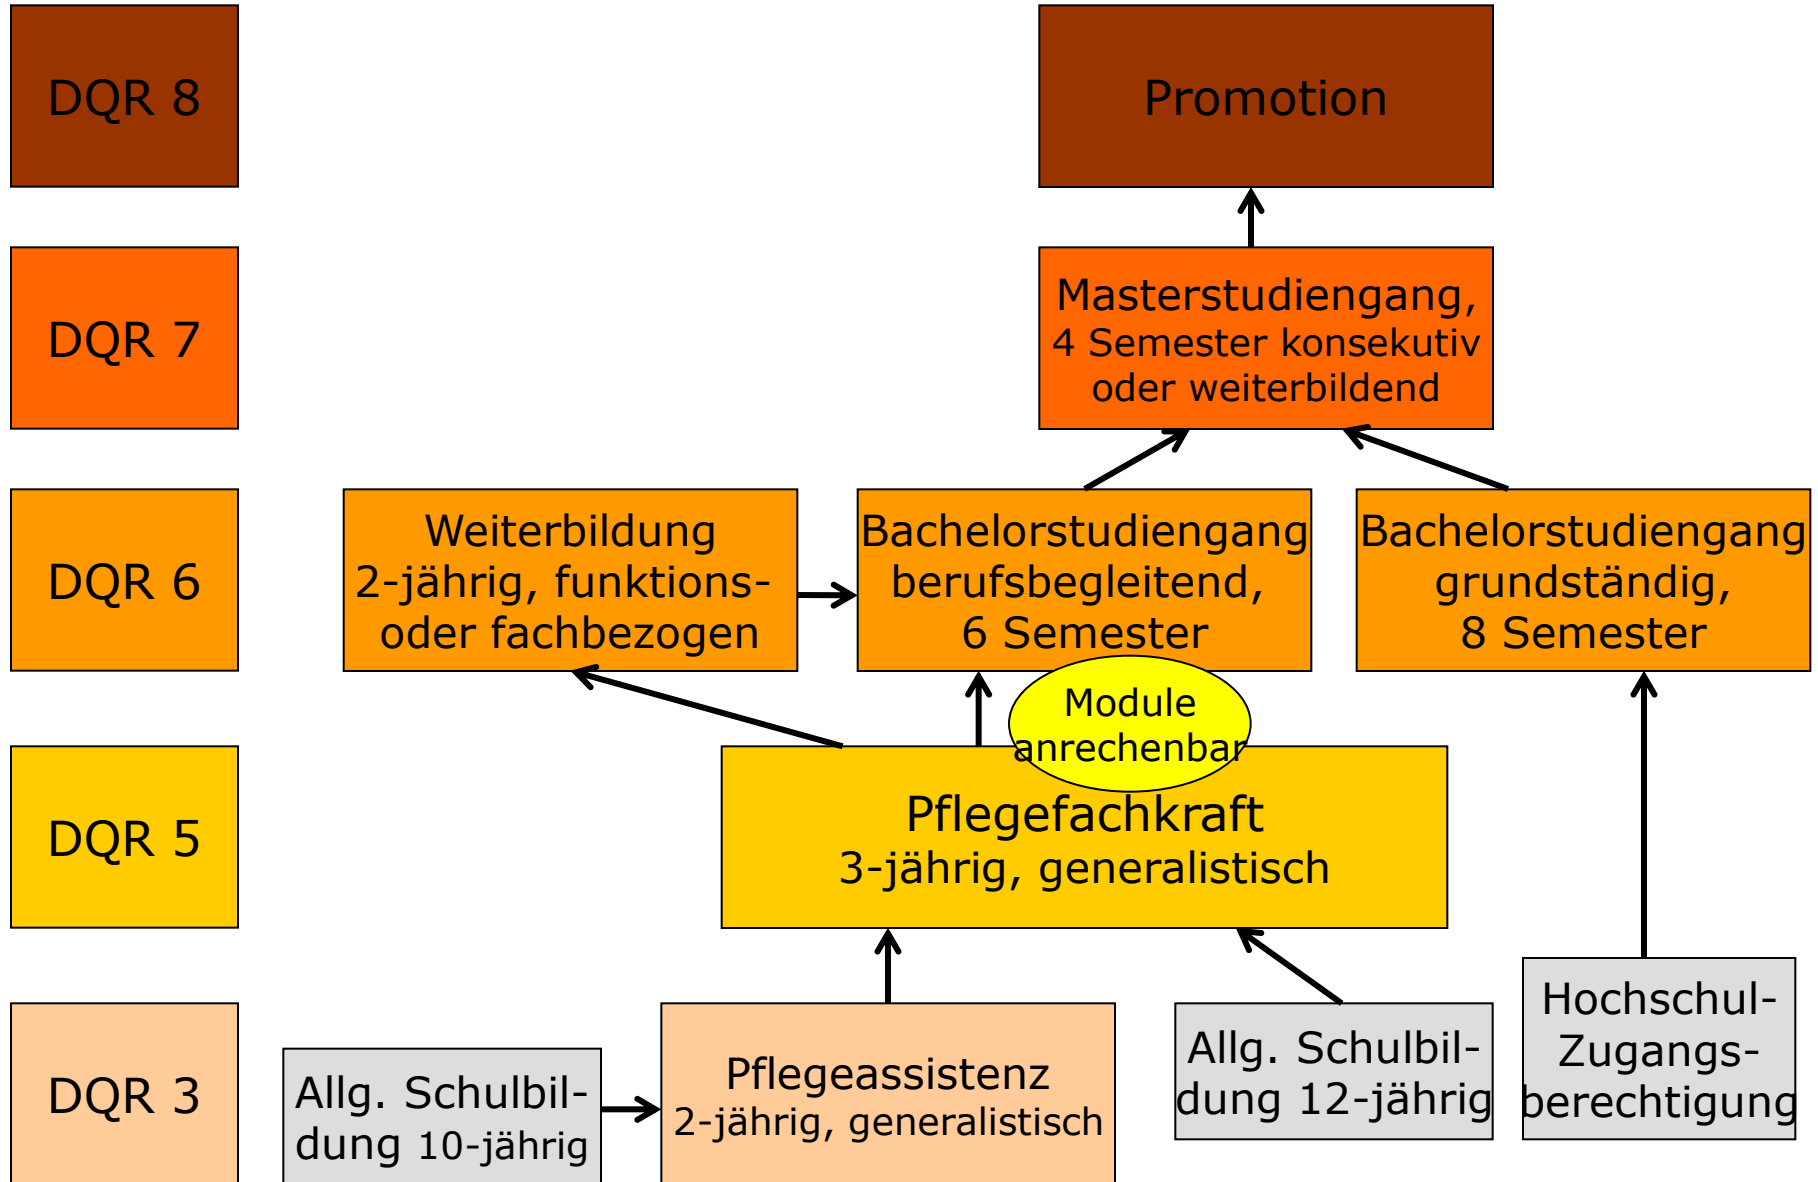 DQR 8
Promotion
DQR 7
Masterstudiengang,
4 Semester konsekutiv
oder weiterbildend
DQR 6
Weiterbildung
2-jährig, funktions-
oder fachbezogen
Bachelorstudiengang
berufsbegleitend,
6 Semester
Bachelorstudiengang
grundständig,
8 Semester
Module
anrechenbar
DQR 5
Pflegefachkraft
3-jährig, generalistisch
DQR 3
Allg. Schulbil-
dung 10-jährig
Pflegeassistenz
2-jährig, generalistisch
Allg. Schulbil-
dung 12-jährig
Hochschul-
Zugangs-
berechtigung